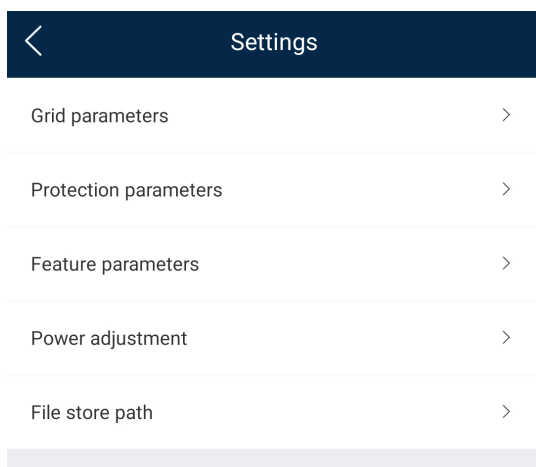 Settings
Grid parameters
Protection parameters
Feature parameters
Power adjustment
File store path